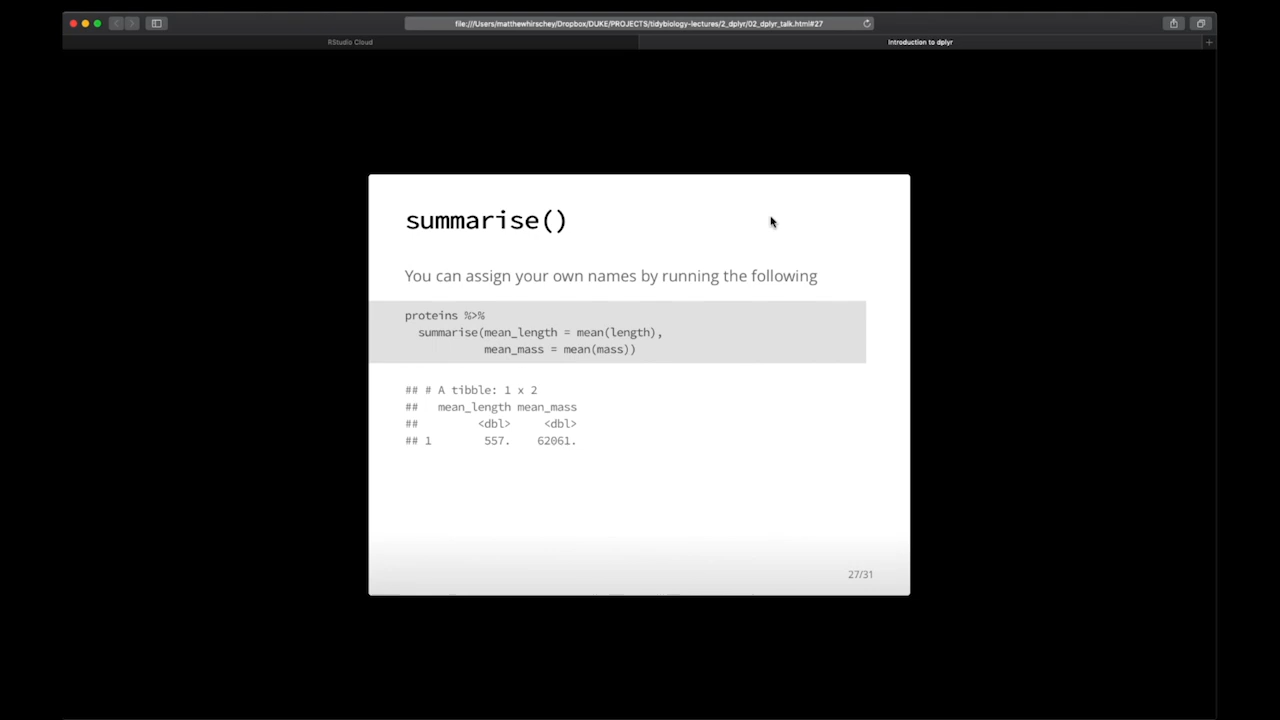 file:///Users/matthewhirschey/Dropbox/DUKE/PROJECTS/tidybiology-lectures/2_dplyr/02_dplyr_talk.html#27
RStudio Cloud
Introduction to dplyr
summarise()
You can assign your own names by running the following
proteins %>%
  summarise(mean_length = mean(length),
            mean_mass = mean(mass))
## # A tibble: 1 x 2
##   mean_length mean_mass
##         <dbl>     <dbl>
## 1        557.    62061.
27/31